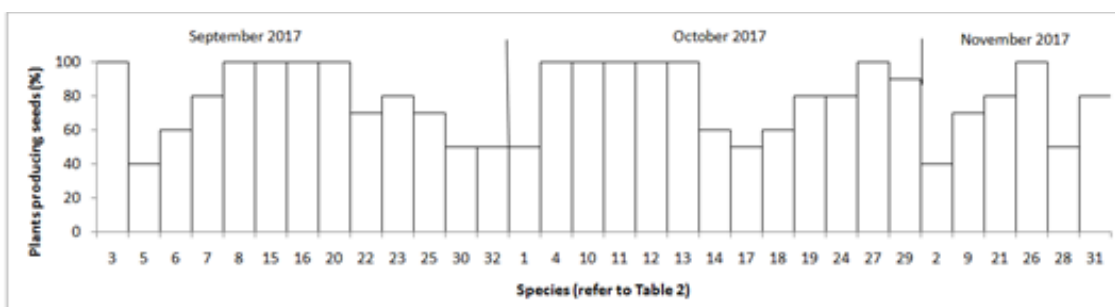 September 2017 October 2017 November 2017
Plants producing seeds (%)
100
80
60
40
20
0
3 5 6 7 8 15 16 20 22 23 25 30 32 1 4 10 11 12 13 14 17 18 19 24 27 29 2 9 21 26 28 31
Species (refer to Table 2)